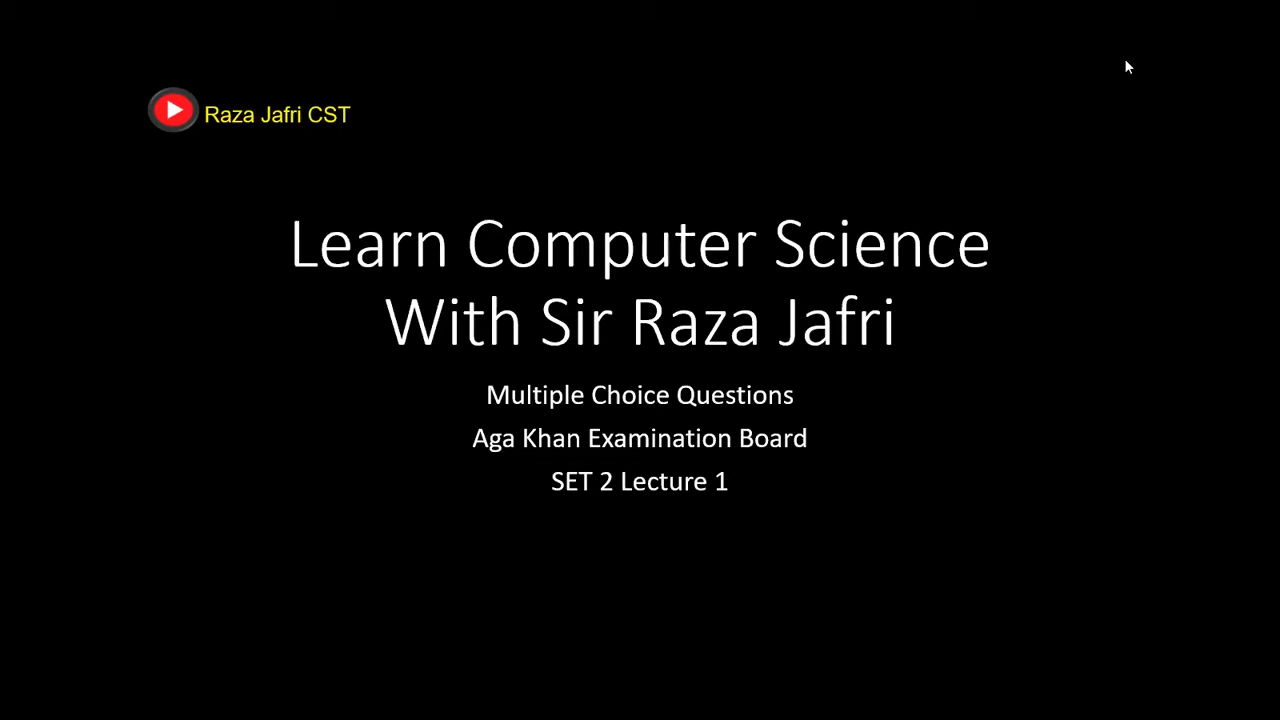 Raza Jafri CST
Learn Computer Science
With Sir Raza Jafri
Multiple Choice Questions
Aga Khan Examination Board
SET 2 Lecture 1